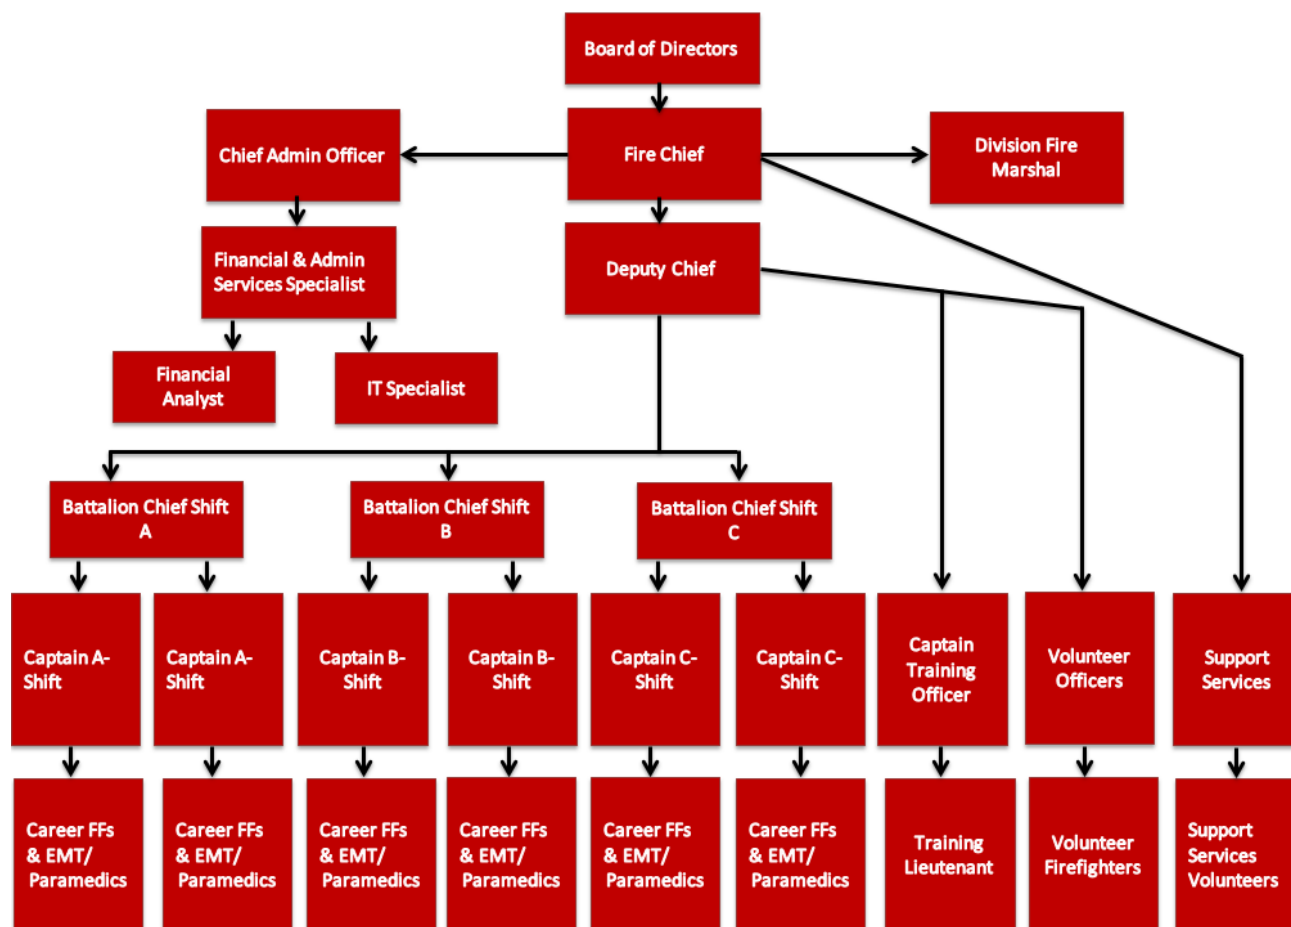 Board of Directors
Chief Admin Officer
Fire Chief
Division Fire
Marshal
Financial & Admin
Services Specialist
Deputy Chief
Financial
Analyst
IT Specialist
Battalion Chief Shift
A
Battalion Chief Shift
B
Battalion Chief Shift
C
Captain A-
Shift
Captain A-
Shift
Captain B-
Shift
Captain B-
Shift
Captain C-
Shift
Captain C-
Shift
Captain
Training
Officer
Volunteer
Officers
Support
Services
Career FFs
& EMT/
Paramedics
Career FFs
& EMT/
Paramedics
Career FFs
& EMT/
Paramedics
Career FFs
& EMT/
Paramedics
Career FFs
& EMT/
Paramedics
Career FFs
& EMT/
Paramedics
Training
Lieutenant
Volunteer
Firefighters
Support
Services
Volunteers